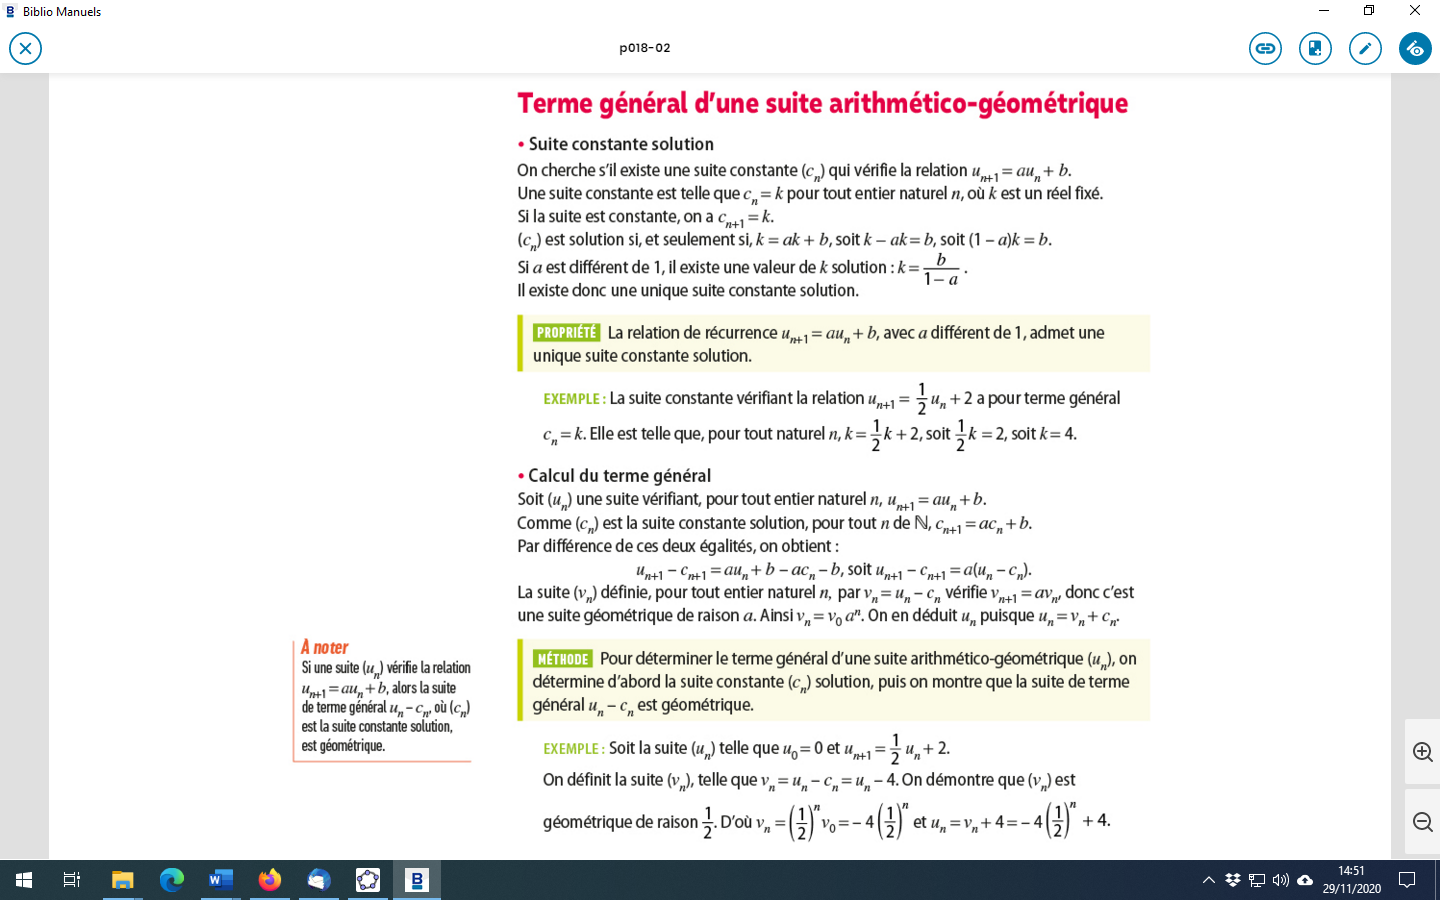 Biblio Manuels
p018-02
Terme général d’une suite arithmético-géométrique
• Suite constante solution
On cherche s’il existe une suite constante (cₙ) qui vérifie la relation uₙ₊₁ = auₙ + b.
Une suite constante est telle que cₙ = k pour tout entier naturel n, où k est un réel fixé.
Si la suite est constante, on a cₙ₊₁ = k.
(cₙ) est solution si, et seulement si, k = ak + b, soit k – ak = b, soit (1 – a)k = b.
Si a est différent de 1, il existe une valeur de k solution : k = b/(1 – a).
Il existe donc une unique suite constante solution.
PROPRIÉTÉ La relation de récurrence uₙ₊₁ = auₙ + b, avec a différent de 1, admet une
unique suite constante solution.
EXEMPLE : La suite constante vérifiant la relation uₙ₊₁ = 1/2 uₙ + 2 a pour terme général
cₙ = k. Elle est telle que, pour tout naturel n, k = 1/2 k + 2, soit 1/2 k = 2, soit k = 4.
• Calcul du terme général
Soit (uₙ) une suite vérifiant, pour tout entier naturel n, uₙ₊₁ = auₙ + b.
Comme (cₙ) est la suite constante solution, pour tout n de ℕ, cₙ₊₁ = acₙ + b.
Par différence de ces deux égalités, on obtient :
uₙ₊₁ – cₙ₊₁ = auₙ + b – acₙ – b, soit uₙ₊₁ – cₙ₊₁ = a(uₙ – cₙ).
La suite (vₙ) définie, pour tout entier naturel n, par vₙ = uₙ – cₙ vérifie vₙ₊₁ = avₙ, donc c’est
une suite géométrique de raison a. Ainsi vₙ = v₀ aⁿ. On en déduit uₙ puisque uₙ = vₙ + cₙ.
À noter
Si une suite (uₙ) vérifie la relation
uₙ₊₁ = auₙ + b, alors la suite
de terme général uₙ – cₙ, où (cₙ)
est la suite constante solution,
est géométrique.
MÉTHODE Pour déterminer le terme général d’une suite arithmético-géométrique (uₙ), on
détermine d’abord la suite constante (cₙ) solution, puis on montre que la suite de terme
général uₙ – cₙ est géométrique.
EXEMPLE : Soit la suite (uₙ) telle que u₀ = 0 et uₙ₊₁ = 1/2 uₙ + 2.
On définit la suite (vₙ), telle que vₙ = uₙ – cₙ = uₙ – 4. On démontre que (vₙ) est
géométrique de raison 1/2. D’où vₙ = (1/2)ⁿ v₀ = – 4 (1/2)ⁿ et uₙ = vₙ + 4 = – 4 (1/2)ⁿ + 4.
14:51
29/11/2020